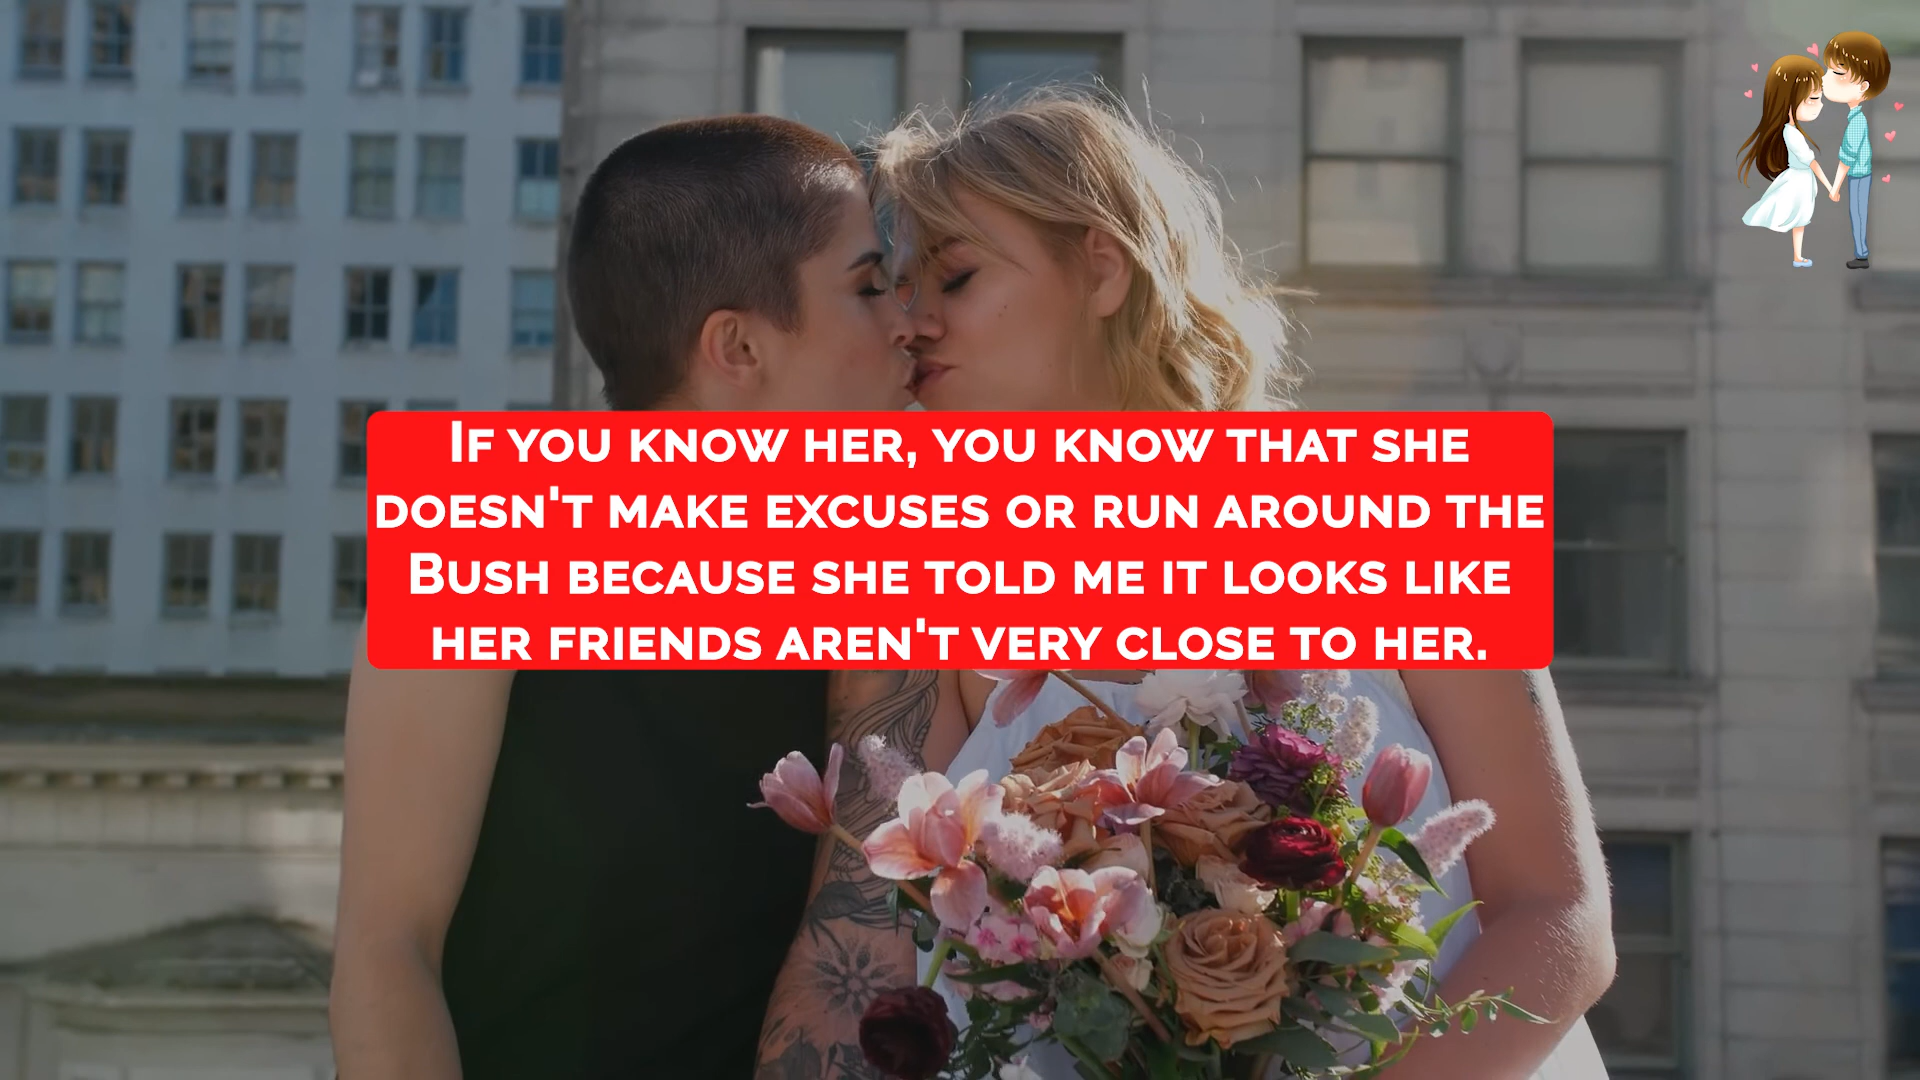 If you know her, you know that she
doesn't make excuses or run around the
Bush because she told me it looks like
her friends aren't very close to her.